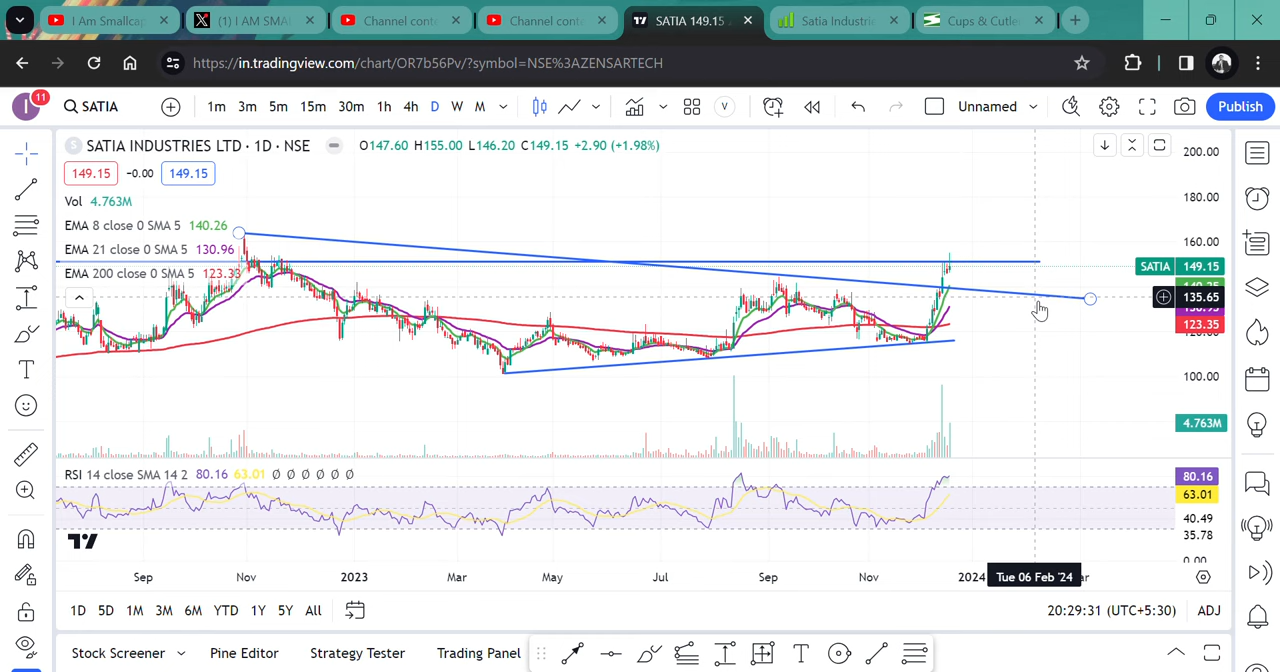 I Am Smallcap
(1) I AM SMA
Channel conte
Channel conte
SATIA 149.15
Satia Industrie
Cups & Cutle
https://in.tradingview.com/chart/OR7b56Pv/?symbol=NSE%3AZENSARTECH
I 11 SATIA 1m 3m 5m 15m 30m 1h 4h D W M V Unnamed Publish
S SATIA INDUSTRIES LTD · 1D · NSE O147.60 H155.00 L146.20 C149.15 +2.90 (+1.98%)
149.15 -0.00 149.15
Vol 4.763M
EMA 8 close 0 SMA 5 140.26
EMA 21 close 0 SMA 5 130.96
EMA 200 close 0 SMA 5 123.33
200.00
180.00
160.00
SATIA 149.15
135.65
123.35
100.00
4.763M
RSI 14 close SMA 14 2 80.16 63.01 Ø Ø Ø Ø Ø Ø
80.16
63.01
40.49
35.78
0.00
Sep Nov 2023 Mar May Jul Sep Nov 2024 Tue 06 Feb '24
1D 5D 1M 3M 6M YTD 1Y 5Y All 20:29:31 (UTC+5:30) ADJ
Stock Screener Pine Editor Strategy Tester Trading Panel